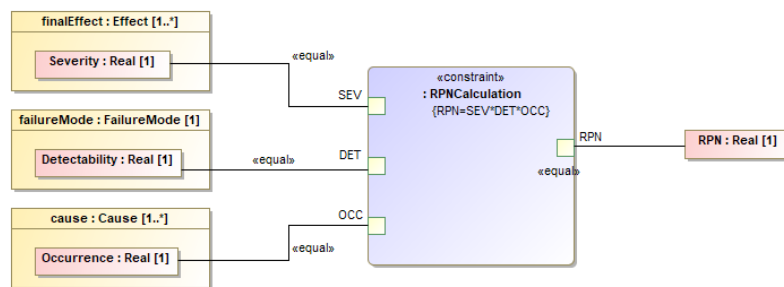 finalEffect : Effect [1..*]
Severity : Real [1]
«equal»
SEV
«constraint»
: RPNCalculation
{RPN=SEV*DET*OCC}
failureMode : FailureMode [1]
Detectability : Real [1]
«equal»
DET
RPN
«equal»
RPN : Real [1]
cause : Cause [1..*]
Occurrence : Real [1]
OCC
«equal»